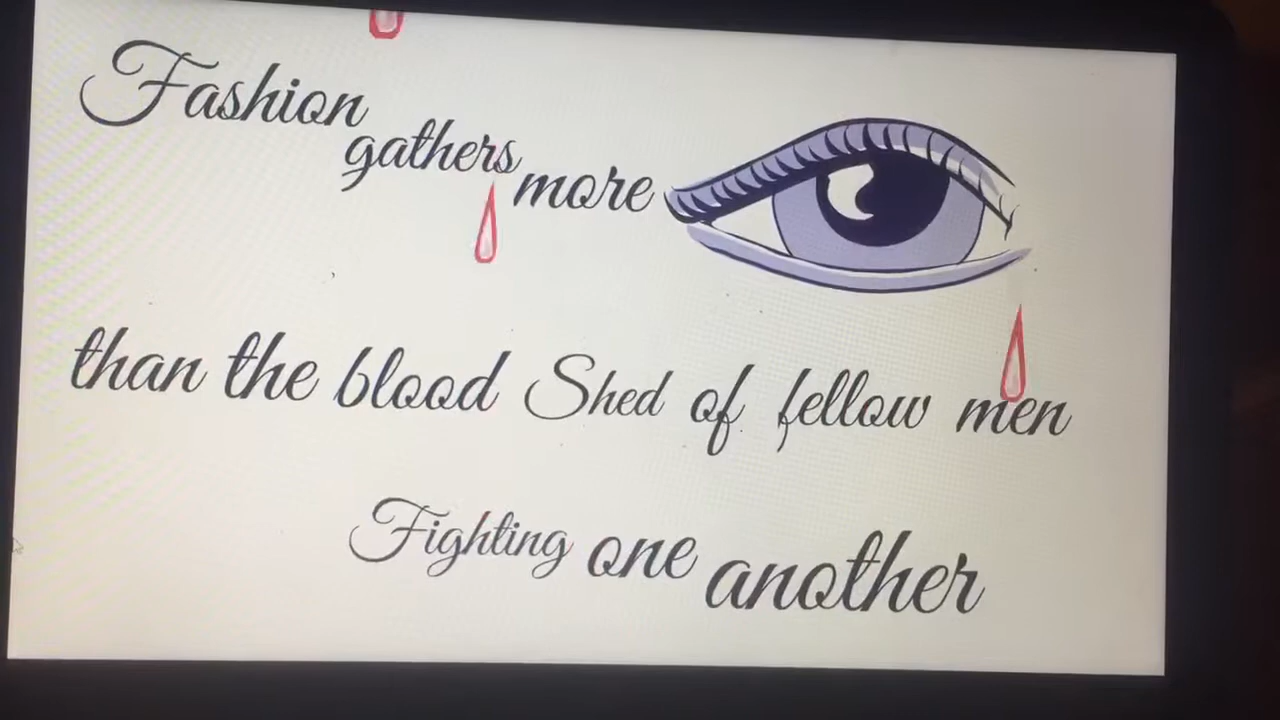 Fashion gathers more
than the blood Shed of fellow men
Fighting one another